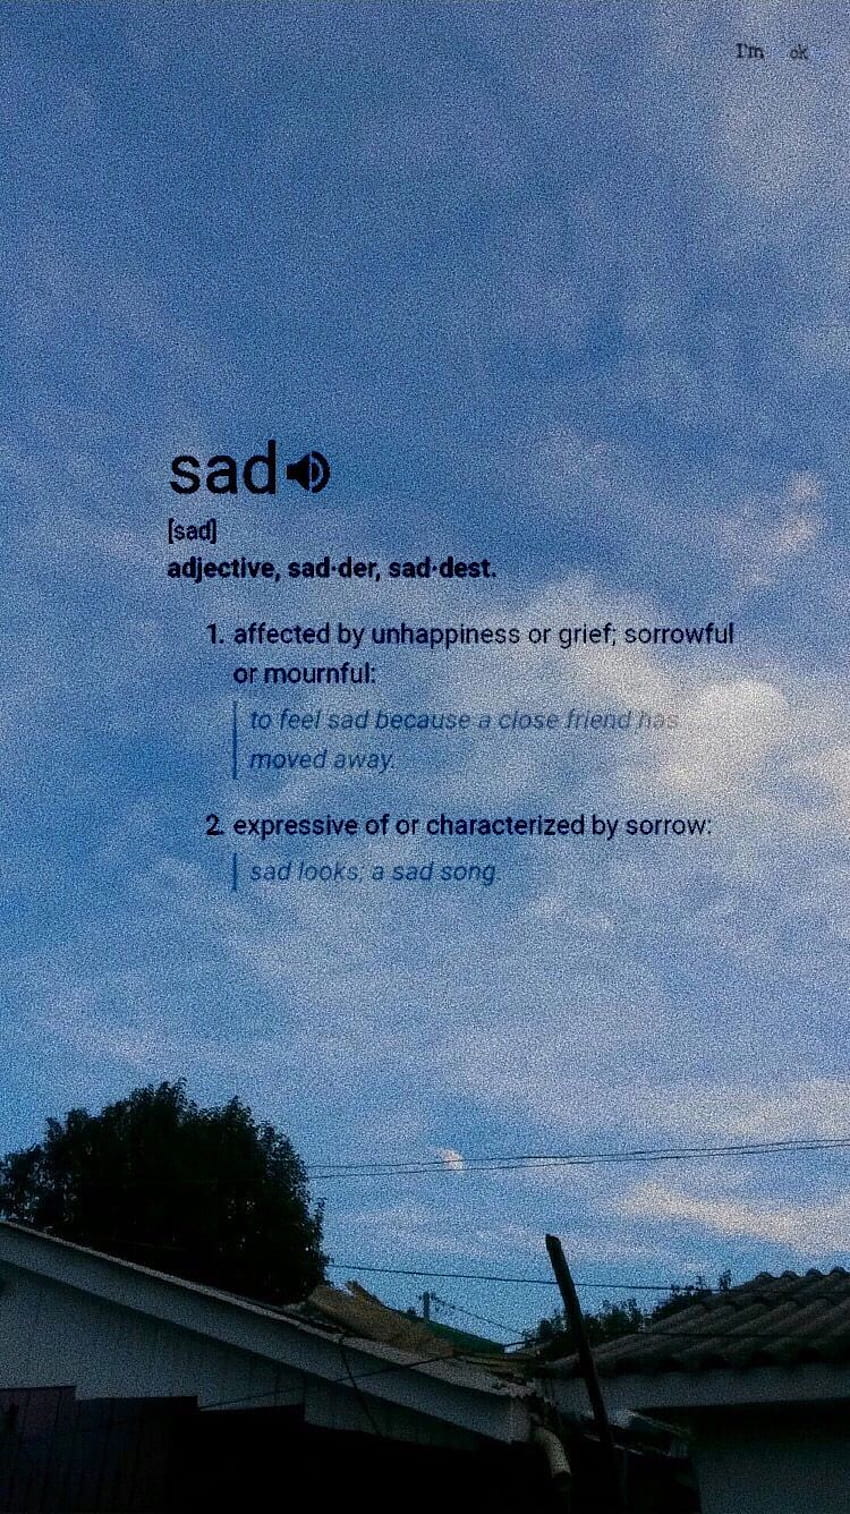 I'm ok
sad
[sad]
adjective, sad·der, sad·dest.
1. affected by unhappiness or grief; sorrowful
or mournful:
to feel sad because a close friend has
moved away.
2. expressive of or characterized by sorrow:
sad looks; a sad song.